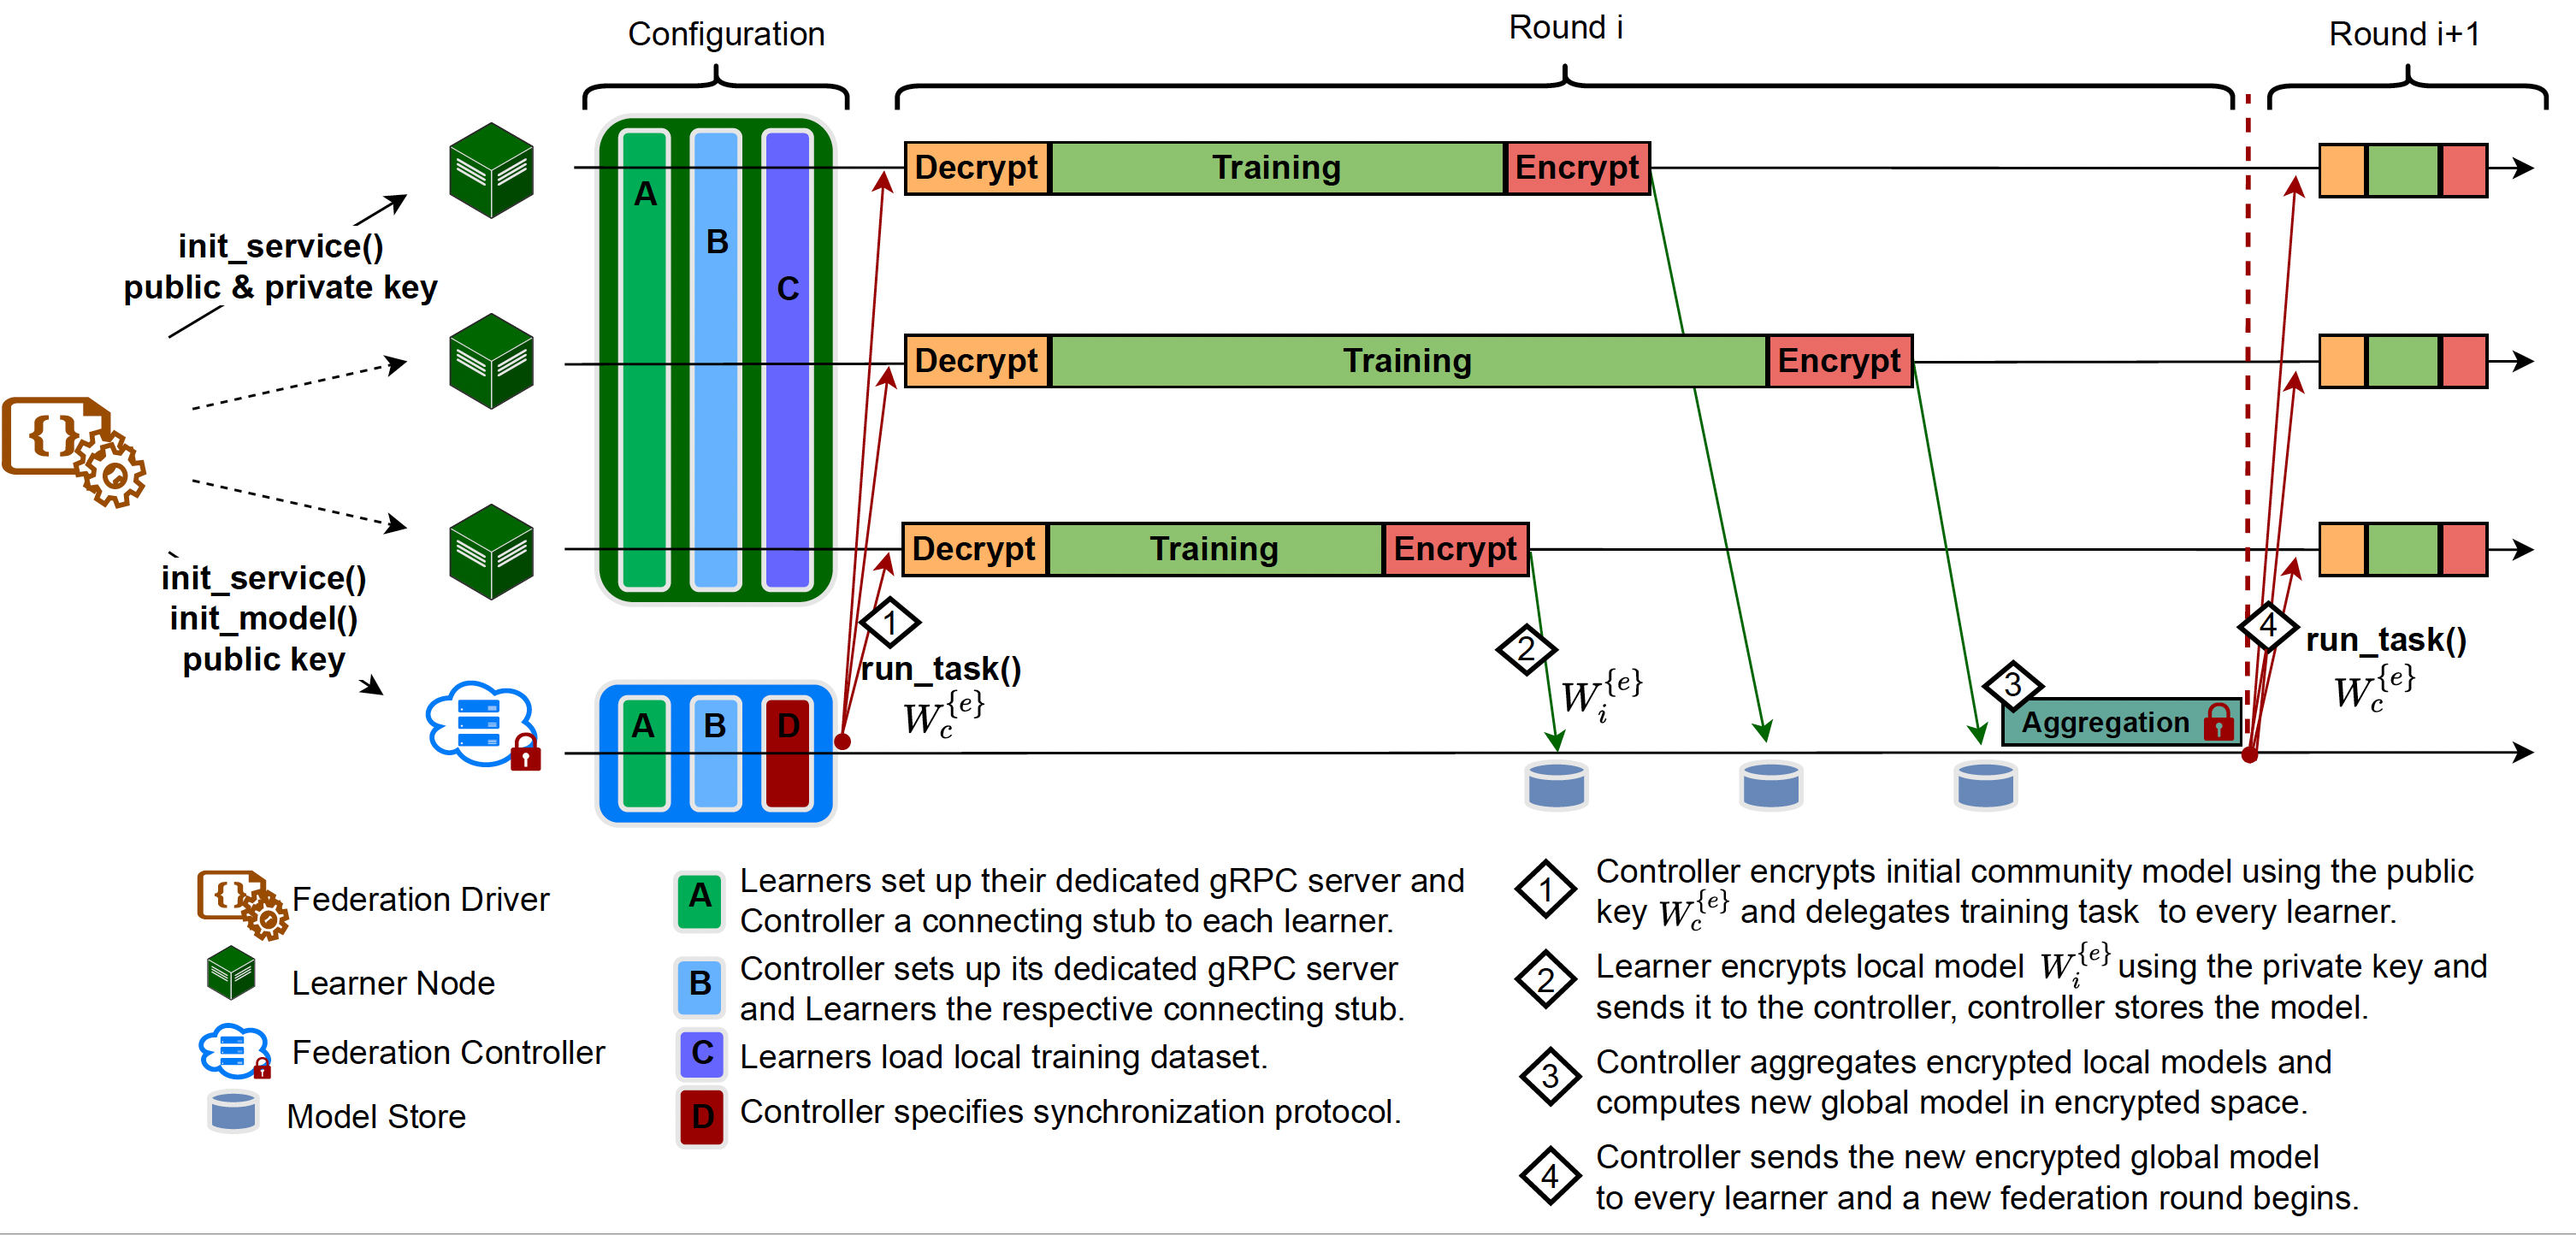 Configuration
Round i
Round i+1
init_service()
public & private key
init_service()
init_model()
public key
A
B
C
Decrypt
Training
Encrypt
Decrypt
Training
Encrypt
Decrypt
Training
Encrypt
A
B
D
1
run_task()
W_c^{e}
2
W_i^{e}
3
Aggregation
4
run_task()
W_c^{e}
Federation Driver
Learner Node
Federation Controller
Model Store
A
Learners set up their dedicated gRPC server and
Controller a connecting stub to each learner.
B
Controller sets up its dedicated gRPC server
and Learners the respective connecting stub.
C
Learners load local training dataset.
D
Controller specifies synchronization protocol.
1
Controller encrypts initial community model using the public
key W_c^{e} and delegates training task to every learner.
2
Learner encrypts local model W_i^{e} using the private key and
sends it to the controller, controller stores the model.
3
Controller aggregates encrypted local models and
computes new global model in encrypted space.
4
Controller sends the new encrypted global model
to every learner and a new federation round begins.